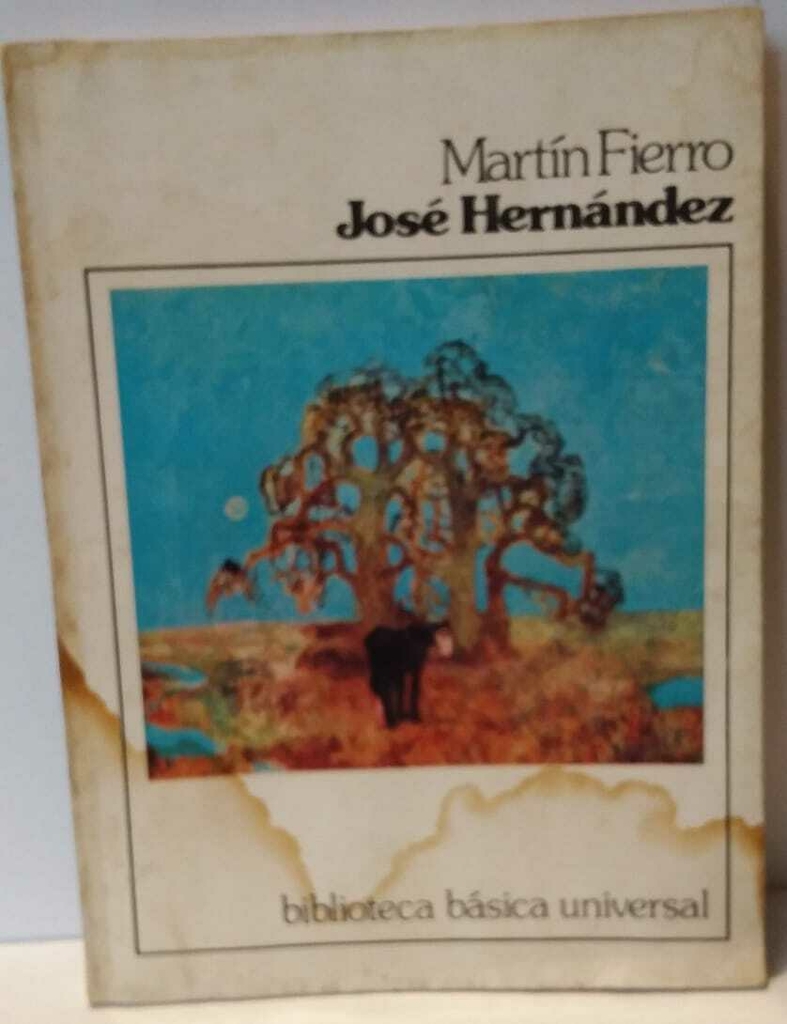 Martín Fierro
José Hernández
biblioteca básica universal